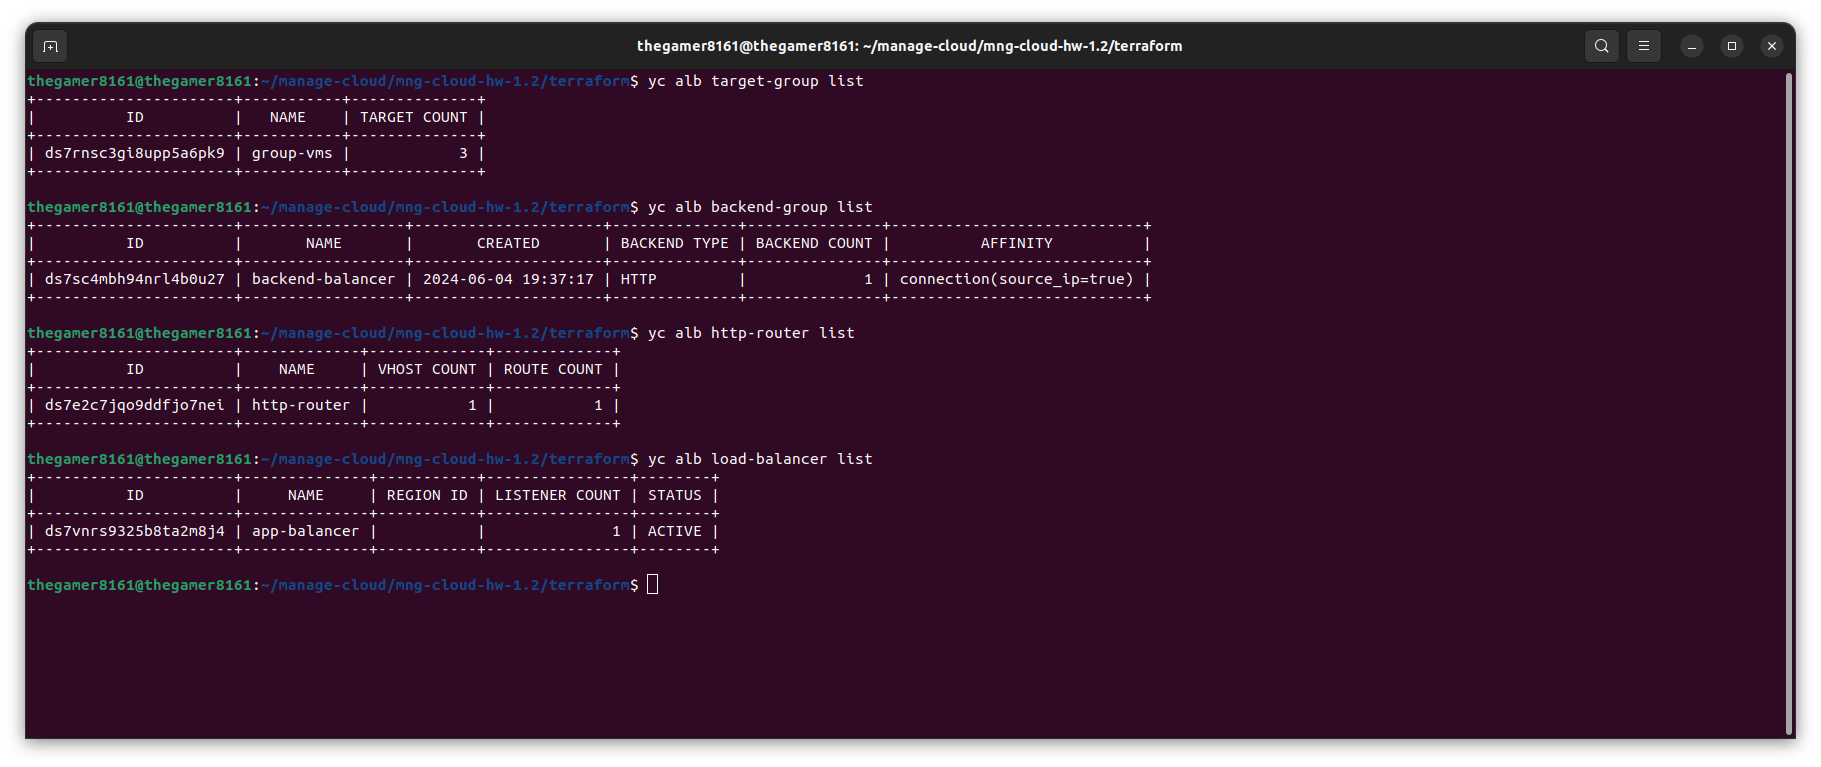 thegamer8161@thegamer8161: ~/manage-cloud/mng-cloud-hw-1.2/terraform
thegamer8161@thegamer8161:~/manage-cloud/mng-cloud-hw-1.2/terraform$ yc alb target-group list
+----------------------+-----------+--------------+
|          ID          |   NAME    | TARGET COUNT |
+----------------------+-----------+--------------+
| ds7rnsc3gi8upp5a6pk9 | group-vms |            3 |
+----------------------+-----------+--------------+
thegamer8161@thegamer8161:~/manage-cloud/mng-cloud-hw-1.2/terraform$ yc alb backend-group list
+----------------------+------------------+---------------------+--------------+---------------+----------------------------+
|          ID          |       NAME       |       CREATED       | BACKEND TYPE | BACKEND COUNT |          AFFINITY          |
+----------------------+------------------+---------------------+--------------+---------------+----------------------------+
| ds7sc4mbh94nrl4b0u27 | backend-balancer | 2024-06-04 19:37:17 | HTTP         |             1 | connection(source_ip=true) |
+----------------------+------------------+---------------------+--------------+---------------+----------------------------+
thegamer8161@thegamer8161:~/manage-cloud/mng-cloud-hw-1.2/terraform$ yc alb http-router list
+----------------------+-------------+-------------+-------------+
|          ID          |    NAME     | VHOST COUNT | ROUTE COUNT |
+----------------------+-------------+-------------+-------------+
| ds7e2c7jqo9ddfjo7nei | http-router |           1 |           1 |
+----------------------+-------------+-------------+-------------+
thegamer8161@thegamer8161:~/manage-cloud/mng-cloud-hw-1.2/terraform$ yc alb load-balancer list
+----------------------+--------------+-----------+----------------+--------+
|          ID          |     NAME     | REGION ID | LISTENER COUNT | STATUS |
+----------------------+--------------+-----------+----------------+--------+
| ds7vnrs9325b8ta2m8j4 | app-balancer |           |              1 | ACTIVE |
+----------------------+--------------+-----------+----------------+--------+
thegamer8161@thegamer8161:~/manage-cloud/mng-cloud-hw-1.2/terraform$